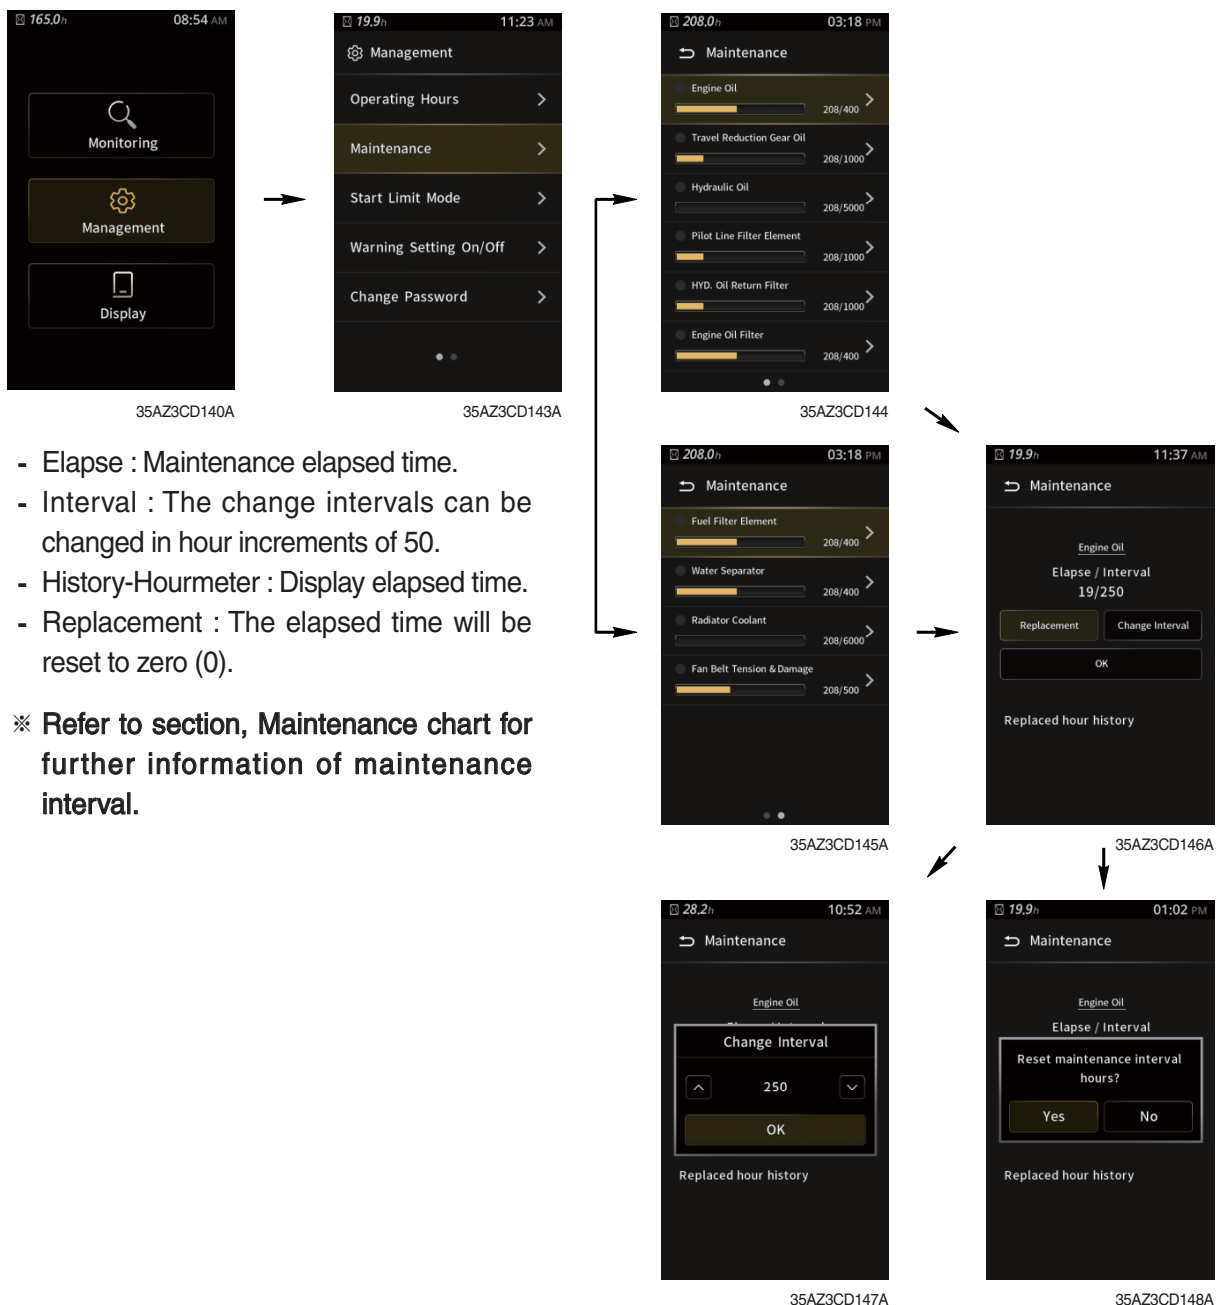 165.0h 08:54 AM
Monitoring
Management
Display
35AZ3CD140A
19.9h 11:23 AM
Management
Operating Hours
Maintenance
Start Limit Mode
Warning Setting On/Off
Change Password
35AZ3CD143A
208.0h 03:18 PM
Maintenance
Engine Oil
208/400
Travel Reduction Gear Oil
208/1000
Hydraulic Oil
208/5000
Pilot Line Filter Element
208/1000
HYD. Oil Return Filter
208/1000
Engine Oil Filter
208/400
35AZ3CD144
- Elapse : Maintenance elapsed time.
- Interval : The change intervals can be
changed in hour increments of 50.
- History-Hourmeter : Display elapsed time.
- Replacement : The elapsed time will be
reset to zero (0).
※ Refer to section, Maintenance chart for
further information of maintenance
interval.
208.0h 03:18 PM
Maintenance
Fuel Filter Element
208/400
Water Separator
208/400
Radiator Coolant
208/6000
Fan Belt Tension & Damage
208/500
35AZ3CD145A
19.9h 11:37 AM
Maintenance
Engine Oil
Elapse / Interval
19/250
Replacement Change Interval
OK
Replaced hour history
35AZ3CD146A
28.2h 10:52 AM
Maintenance
Engine Oil
Change Interval
250
OK
Replaced hour history
35AZ3CD147A
19.9h 01:02 PM
Maintenance
Engine Oil
Elapse / Interval
Reset maintenance interval
hours?
Yes No
Replaced hour history
35AZ3CD148A